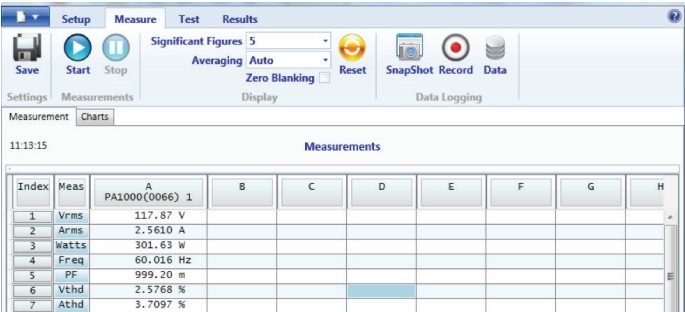 Setup Measure Test Results
Significant Figures 5
Averaging Auto
Zero Blanking
Save Start Stop Reset SnapShot Record Data
Settings Measurements Display Data Logging
Measurement Charts
11:13:15 Measurements
Index Meas A B C D E F G H
PA1000(0066) 1
1 Vrms 117.87 V
2 Arms 2.5610 A
3 Watts 301.63 W
4 Freq 60.016 Hz
5 PF 999.20 m
6 Vthd 2.5768 %
7 Athd 3.7097 %